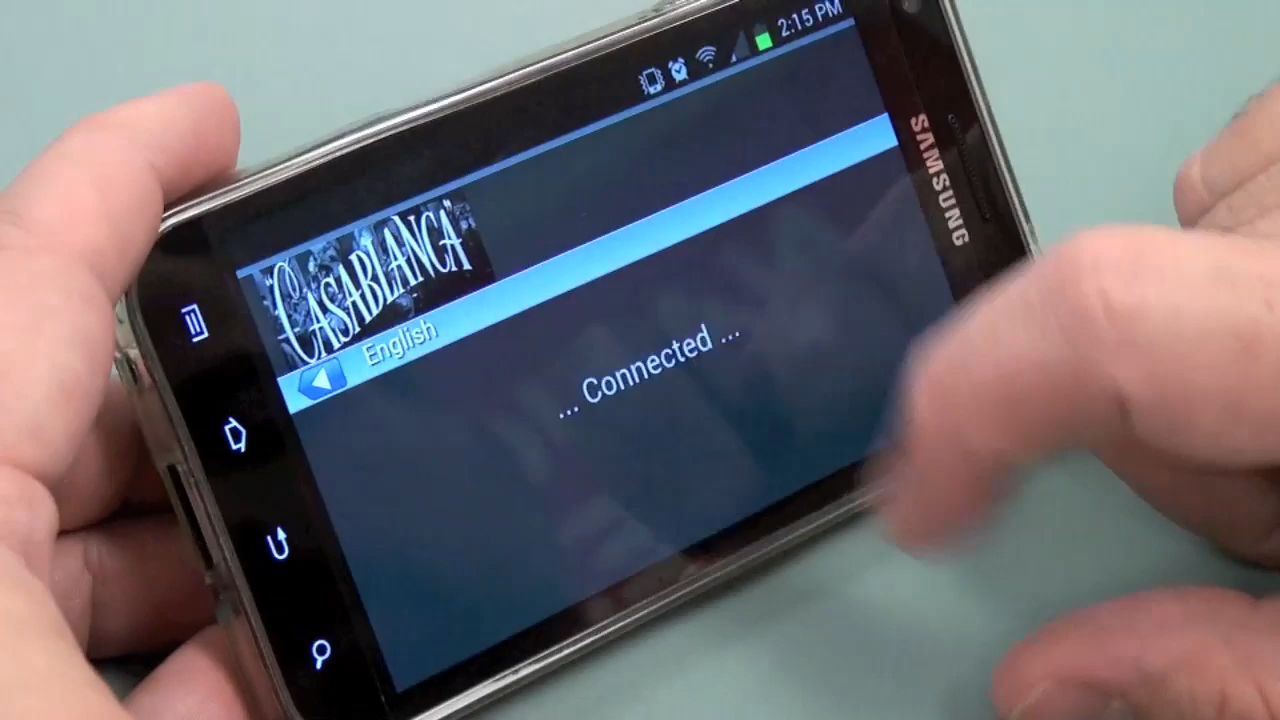 2:15 PM
SAMSUNG
"CASABLANCA"
English
... Connected ...